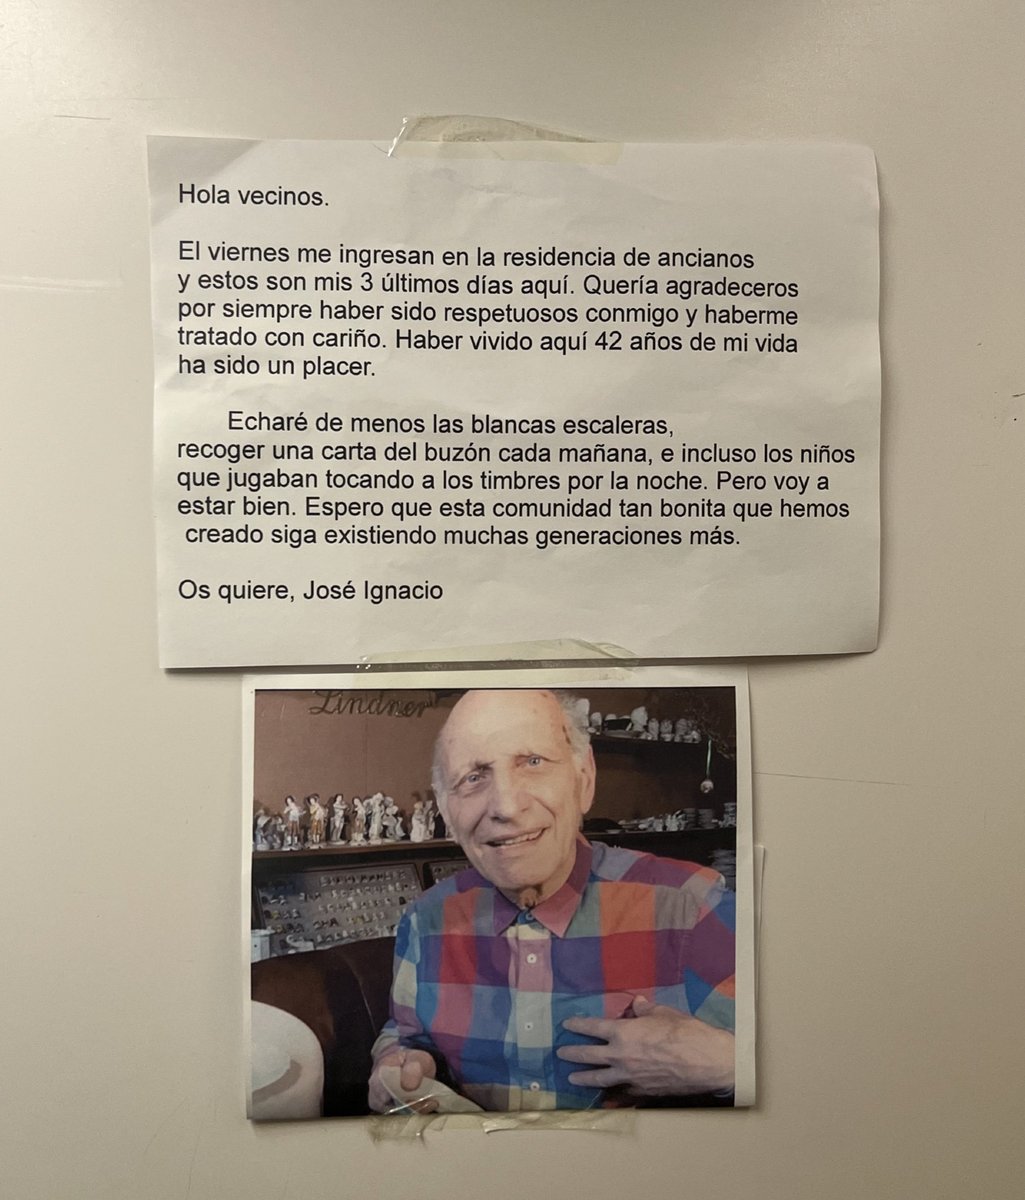 Hola vecinos.
El viernes me ingresan en la residencia de ancianos
y estos son mis 3 últimos días aquí. Quería agradeceros
por siempre haber sido respetuosos conmigo y haberme
tratado con cariño. Haber vivido aquí 42 años de mi vida
ha sido un placer.
Echaré de menos las blancas escaleras,
recoger una carta del buzón cada mañana, e incluso los niños
que jugaban tocando a los timbres por la noche. Pero voy a
estar bien. Espero que esta comunidad tan bonita que hemos
creado siga existiendo muchas generaciones más.
Os quiere, José Ignacio
Lindner